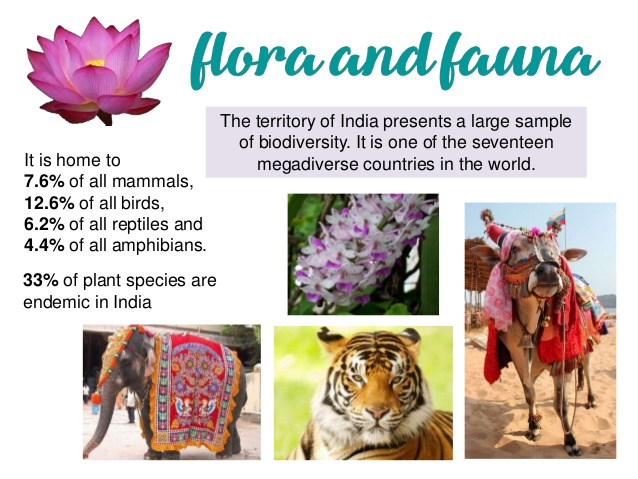 flora and fauna
The territory of India presents a large sample
of biodiversity. It is one of the seventeen
megadiverse countries in the world.
It is home to
7.6% of all mammals,
12.6% of all birds,
6.2% of all reptiles and
4.4% of all amphibians.
33% of plant species are
endemic in India